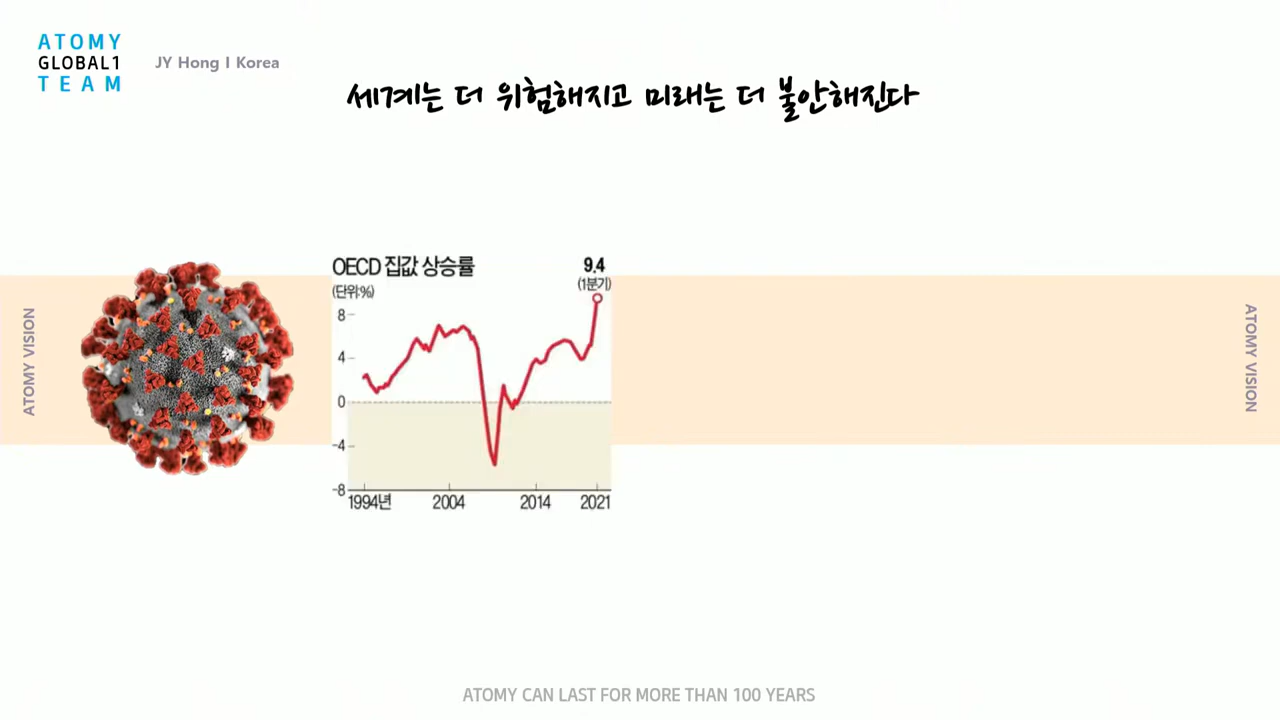 ATOMY
GLOBAL1
TEAM
JY Hong I Korea
세계는 더 위험해지고 미래는 더 불안해진다
ATOMY VISION
OECD 집값 상승률
(단위:%)
9.4
(1분기)
8
4
0
-4
-8
1994년 2004 2014 2021
ATOMY VISION
ATOMY CAN LAST FOR MORE THAN 100 YEARS